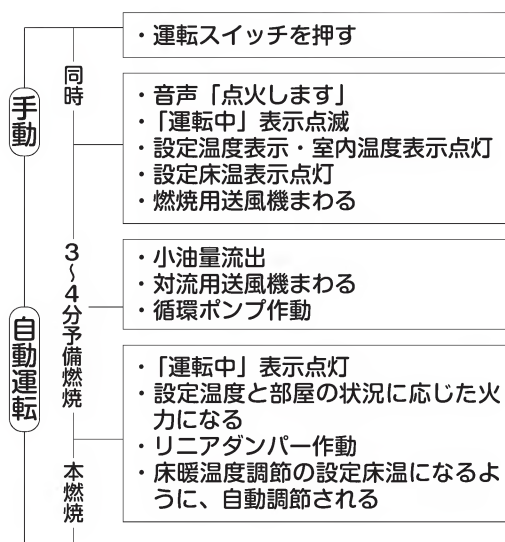 ・運転スイッチを押す
同時
手動
・音声「点火します」
・「運転中」表示点滅
・設定温度表示・室内温度表示点灯
・設定床温表示点灯
・燃焼用送風機まわる
3～4分予備燃焼
・小油量流出
・対流用送風機まわる
・循環ポンプ作動
自動運転
・「運転中」表示点灯
・設定温度と部屋の状況に応じた火
力になる
・リニアダンパー作動
・床暖温度調節の設定床温になるよ
うに、自動調節される
本燃焼